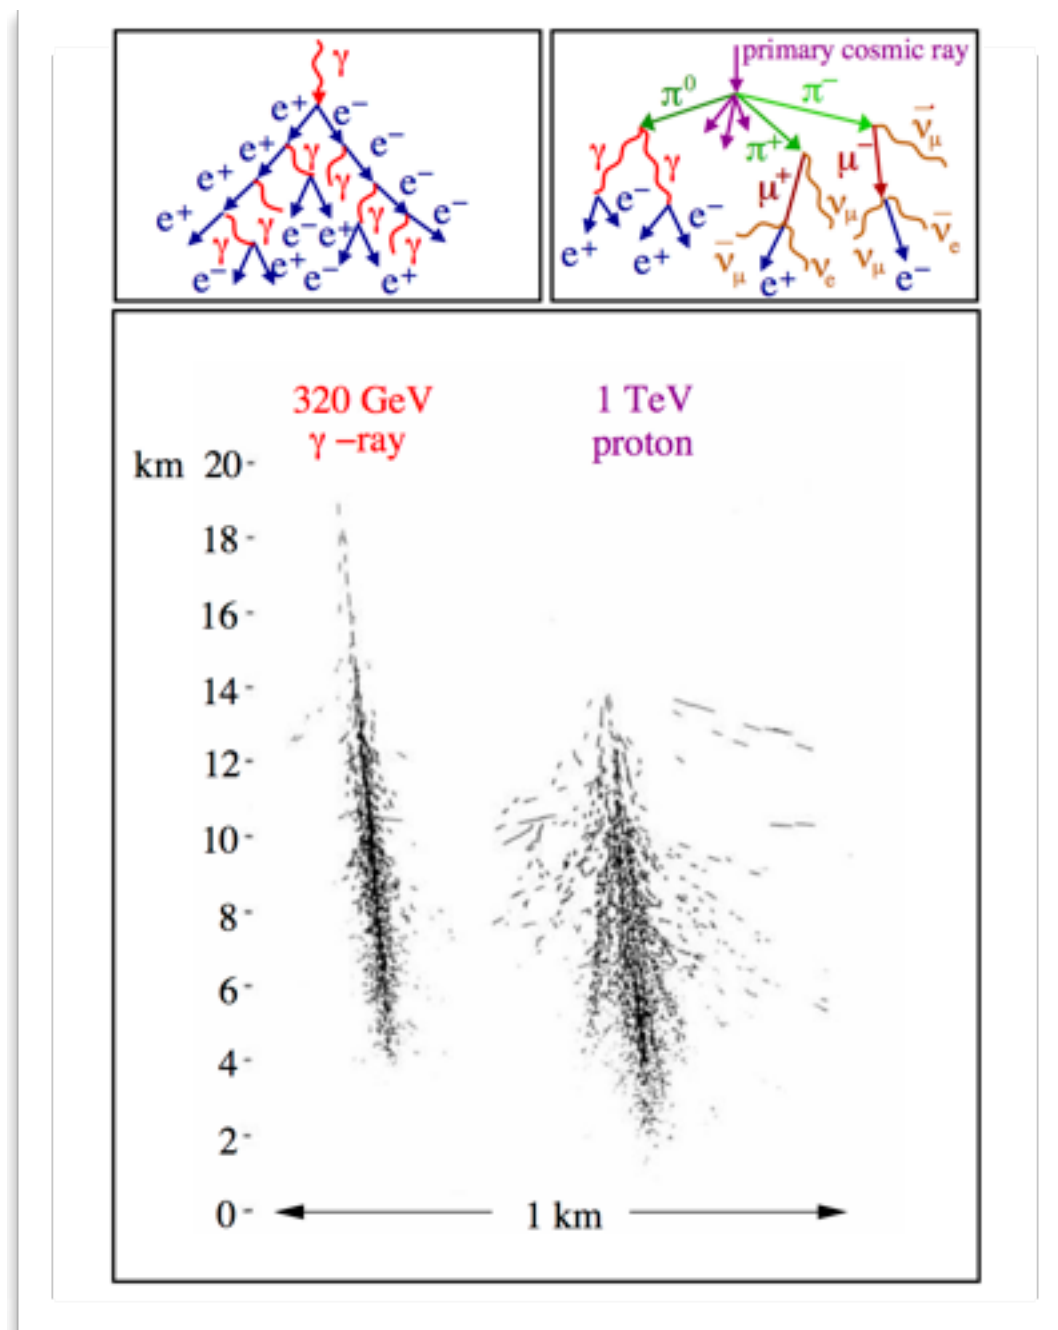 γ
e⁺ e⁻
e⁺ γ γ e⁻
e⁺ e⁻
e⁺ γ γ e⁻ e⁺ γ γ e⁻
e⁻ e⁺ e⁻ e⁺
primary cosmic ray
π⁰ π⁻
γ γ π⁺ μ⁻ ν̅μ
e⁻ e⁻ μ⁺ νμ
e⁺ e⁺ ν̅μ e⁺ νe νμ e⁻ ν̅e
320 GeV
γ –ray
1 TeV
proton
km 20
18
16
14
12
10
8
6
4
2
0
1 km